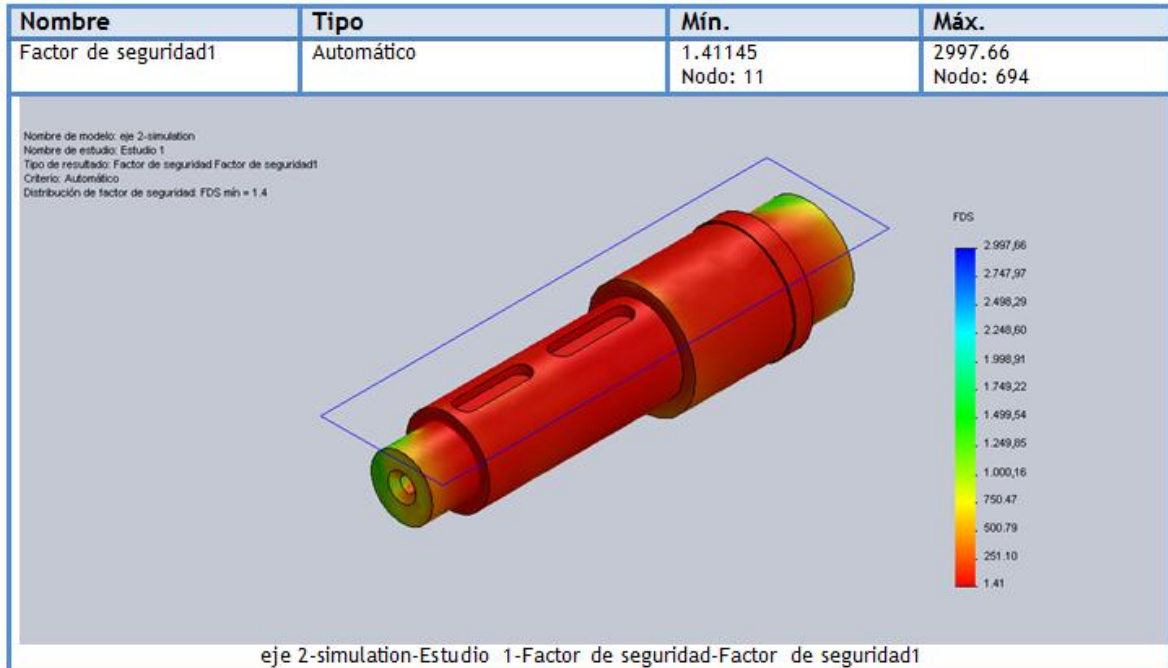 Nombre Tipo Mín. Máx.
Factor de seguridad1 Automático 1.41145 2997.66
Nodo: 11 Nodo: 694
Nombre de modelo: eje 2-simulation
Nombre de estudio: Estudio 1
Tipo de resultado: Factor de seguridad Factor de seguridad1
Criterio: Automático
Distribución de factor de seguridad: FDS mín = 1.4
FDS
2.997,66
2.747,97
2.498,29
2.248,60
1.998,91
1.749,22
1.499,54
1.249,85
1.000,16
750.47
500.79
251.10
1.41
eje 2-simulation-Estudio 1-Factor de seguridad-Factor de seguridad1